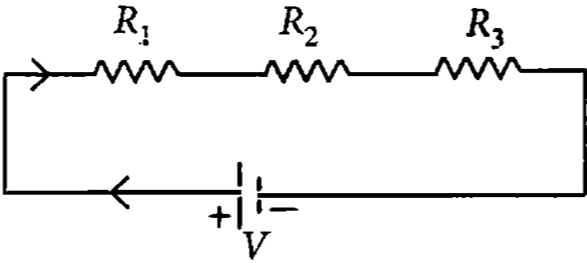 R₁ R₂ R₃
+ −
V